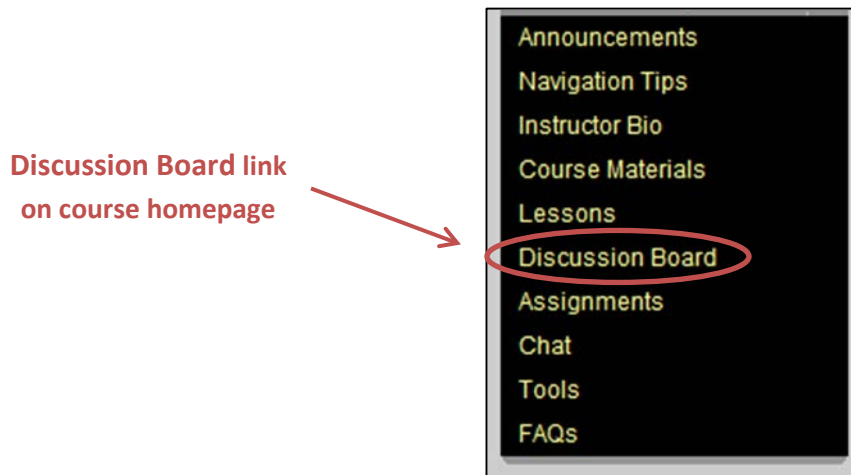 Discussion Board link
on course homepage
Announcements
Navigation Tips
Instructor Bio
Course Materials
Lessons
Discussion Board
Assignments
Chat
Tools
FAQs